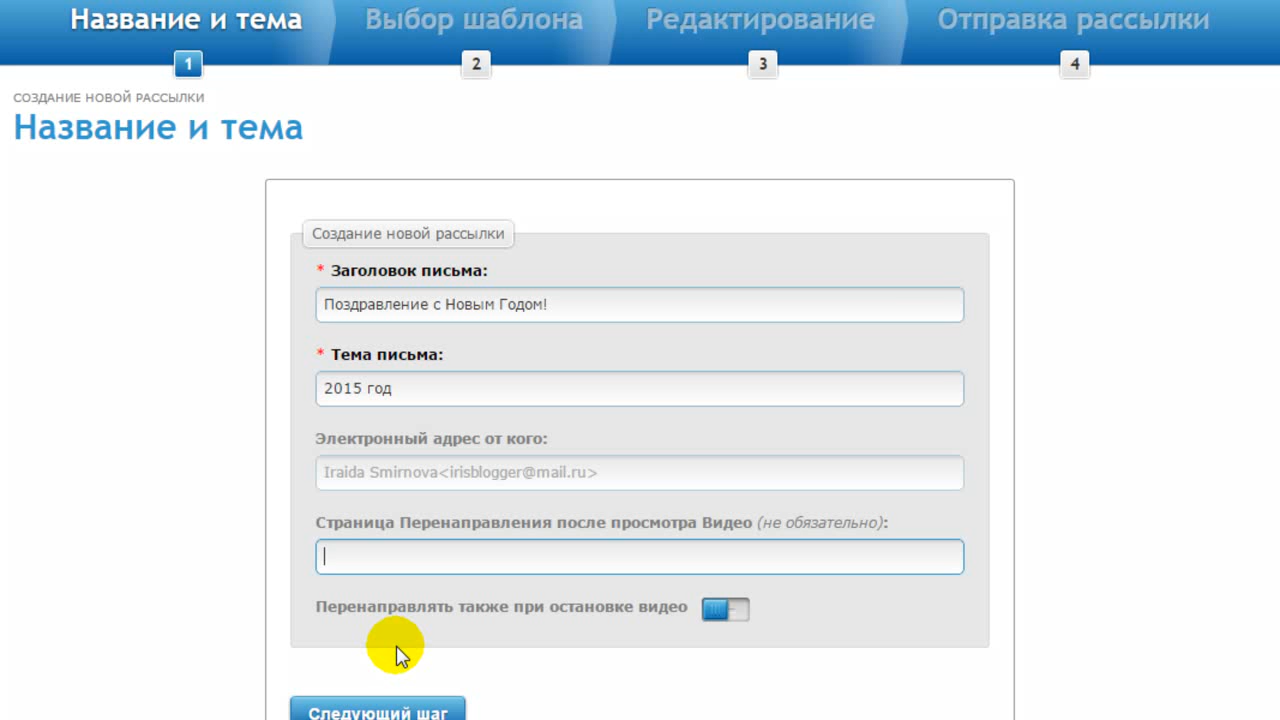 Название и тема
Выбор шаблона
Редактирование
Отправка рассылки
1
2
3
4
СОЗДАНИЕ НОВОЙ РАССЫЛКИ
Название и тема
Создание новой рассылки
* Заголовок письма:
Поздравление с Новым Годом!
* Тема письма:
2015 год
Электронный адрес от кого:
Iraida Smirnova<irisblogger@mail.ru>
Страница Перенаправления после просмотра Видео (не обязательно):
Перенаправлять также при остановке видео
Следующий шаг